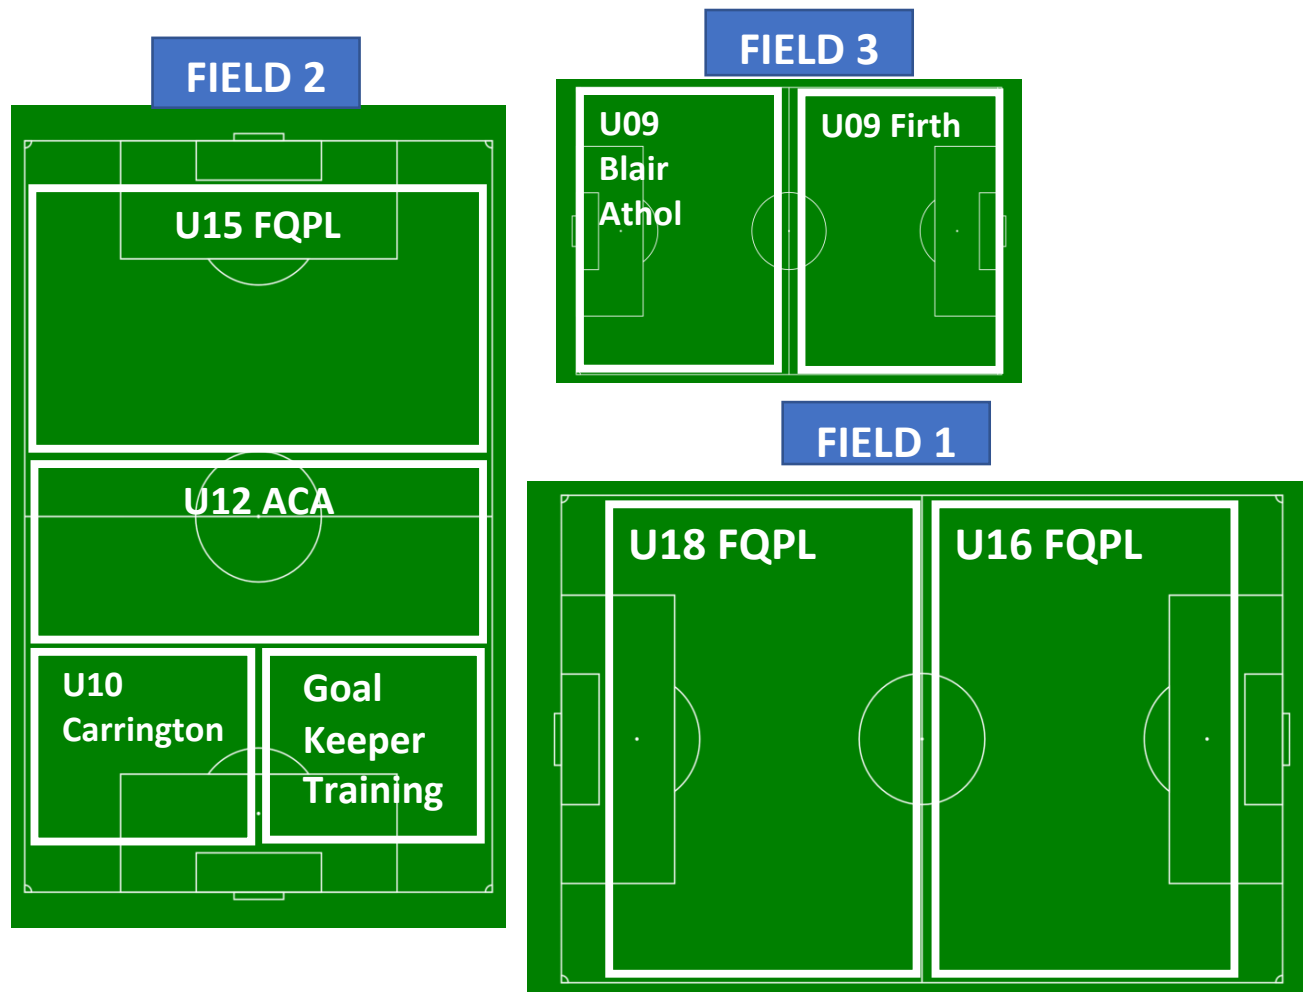 FIELD 2
U15 FQPL
U12 ACA
U10
Carrington
Goal
Keeper
Training
FIELD 3
U09
Blair
Athol
U09 Firth
FIELD 1
U18 FQPL
U16 FQPL